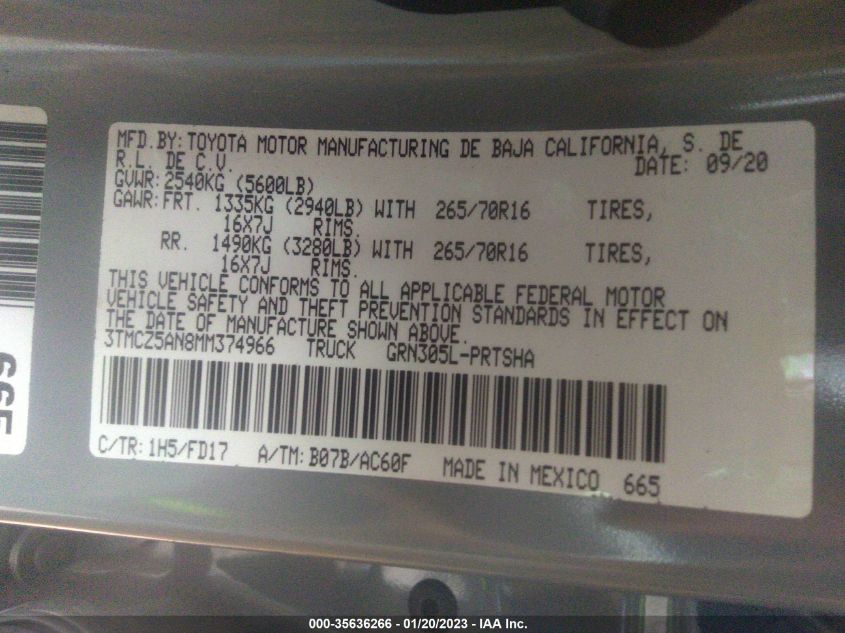 MFD.BY:TOYOTA MOTOR MANUFACTURING DE BAJA CALIFORNIA, S. DE
R.L. DE C.V. DATE: 09/20
GVWR:2540KG (5600LB)
GAWR:FRT. 1335KG (2940LB) WITH 265/70R16 TIRES,
16X7J RIMS.
RR. 1490KG (3280LB) WITH 265/70R16 TIRES,
16X7J RIMS.
THIS VEHICLE CONFORMS TO ALL APPLICABLE FEDERAL MOTOR
VEHICLE SAFETY AND THEFT PREVENTION STANDARDS IN EFFECT ON
THE DATE OF MANUFACTURE SHOWN ABOVE.
3TMCZ5AN8MM374966 TRUCK GRN305L-PRTSHA
C/TR:1H5/FD17 A/TM:B07B/AC60F MADE IN MEXICO 665
665
000-35636266 - 01/20/2023 - IAA Inc.